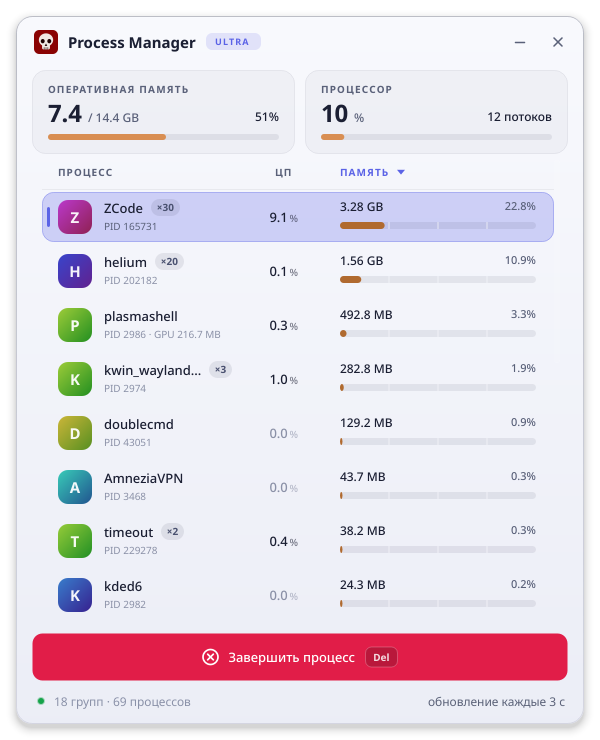 Process Manager ULTRA
ОПЕРАТИВНАЯ ПАМЯТЬ
7.4 / 14.4 GB 51%
ПРОЦЕССОР
10 % 12 потоков
ПРОЦЕСС ЦП ПАМЯТЬ
Z ZCode ×30 9.1 % 3.28 GB 22.8%
PID 165731
H helium ×20 0.1 % 1.56 GB 10.9%
PID 202182
P plasmashell 0.3 % 492.8 MB 3.3%
PID 2986 · GPU 216.7 MB
K kwin_wayland... ×3 1.0 % 282.8 MB 1.9%
PID 2974
D doublecmd 0.0 % 129.2 MB 0.9%
PID 43051
A AmneziaVPN 0.0 % 43.7 MB 0.3%
PID 3468
T timeout ×2 0.4 % 38.2 MB 0.3%
PID 229278
K kded6 0.0 % 24.3 MB 0.2%
PID 2982
Завершить процесс Del
18 групп · 69 процессов обновление каждые 3 с